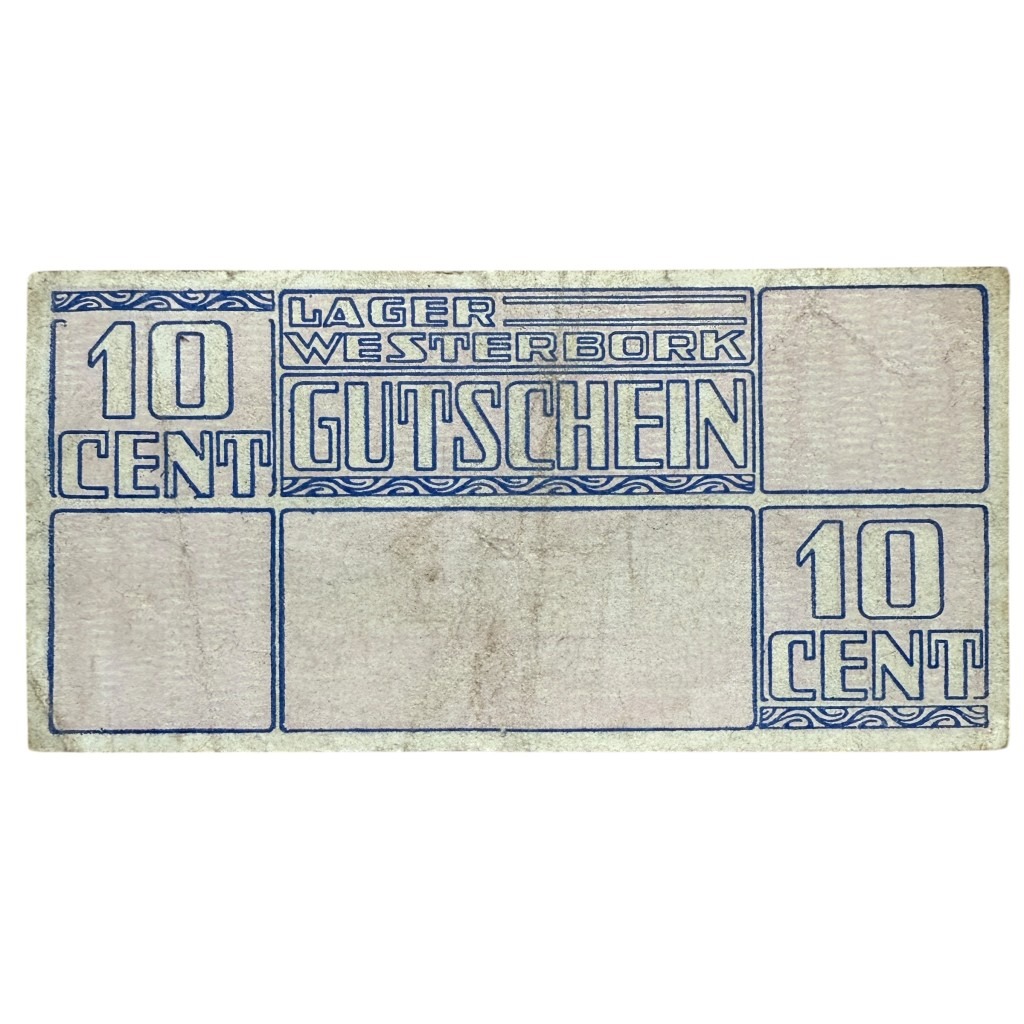 10
CENT
LAGER
WESTERBORK
GUTSCHEIN
10
CENT